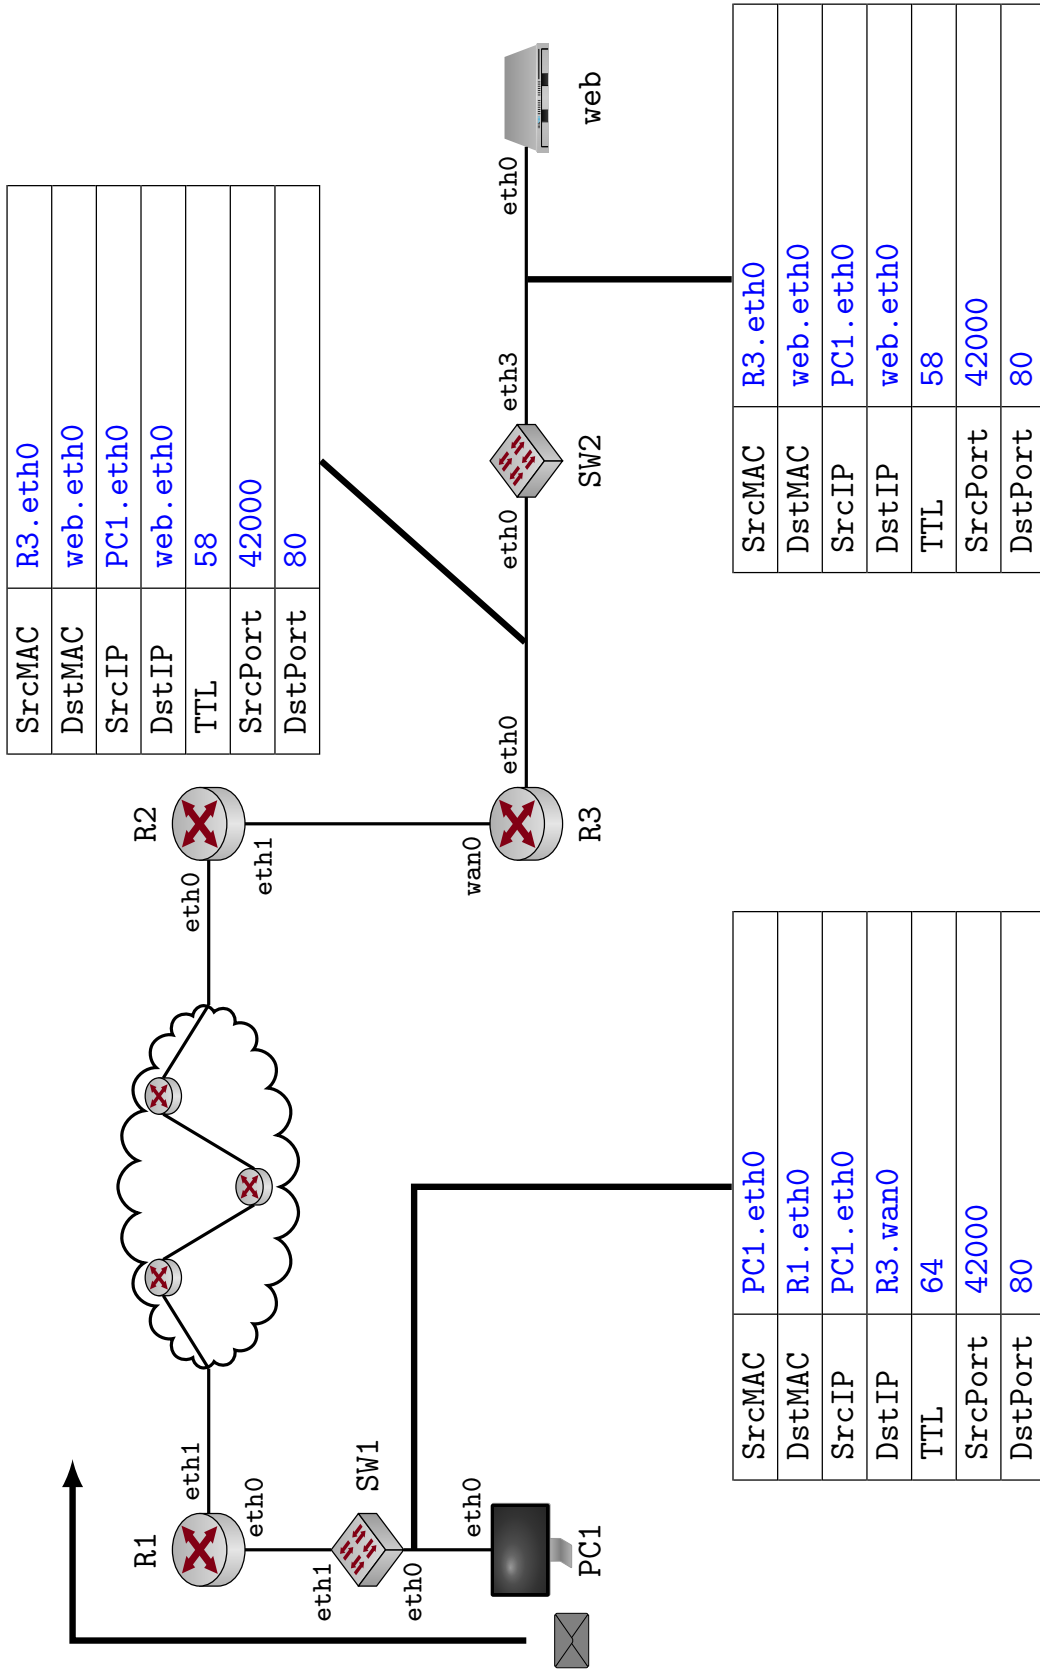 SrcMAC R3.eth0
DstMAC web.eth0
SrcIP PC1.eth0
DstIP web.eth0
TTL 58
SrcPort 42000
DstPort 80
R1
eth1
eth0
R2
eth0
eth1
eth1
SW1
eth0
eth0
PC1
wan0
R3
eth0
eth0
SW2
eth3
eth0
web
SrcMAC PC1.eth0
DstMAC R1.eth0
SrcIP PC1.eth0
DstIP R3.wan0
TTL 64
SrcPort 42000
DstPort 80
SrcMAC R3.eth0
DstMAC web.eth0
SrcIP PC1.eth0
DstIP web.eth0
TTL 58
SrcPort 42000
DstPort 80